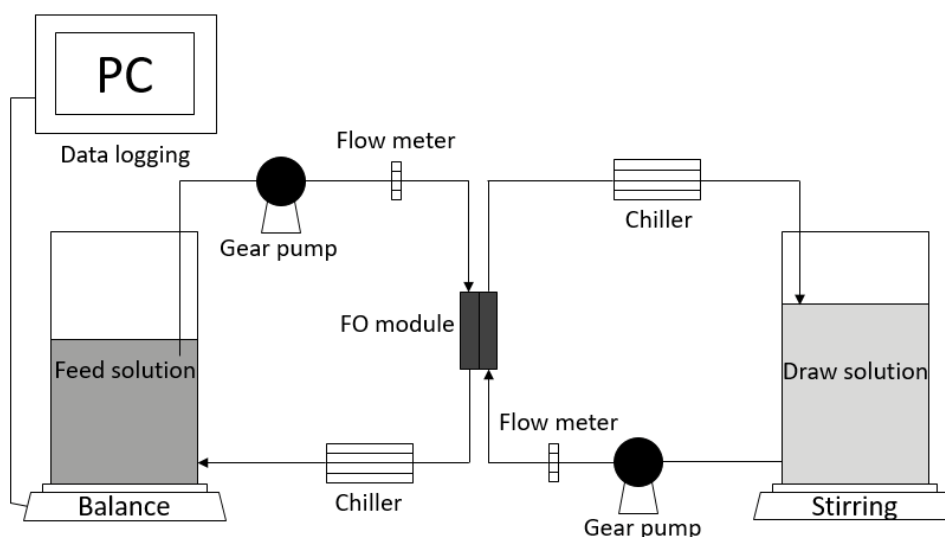 PC
Data logging
Flow meter
Gear pump
Chiller
FO module
Feed solution
Draw solution
Flow meter
Chiller
Balance
Gear pump
Stirring